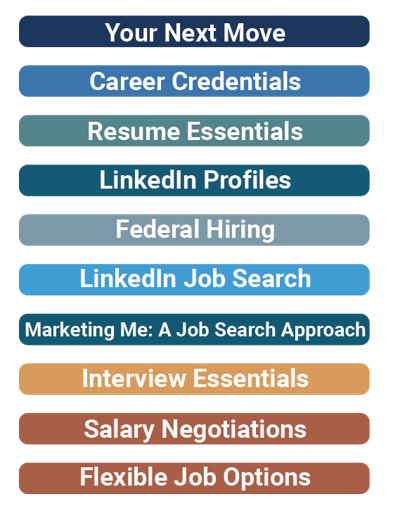 Your Next Move
Career Credentials
Resume Essentials
LinkedIn Profiles
Federal Hiring
LinkedIn Job Search
Marketing Me: A Job Search Approach
Interview Essentials
Salary Negotiations
Flexible Job Options